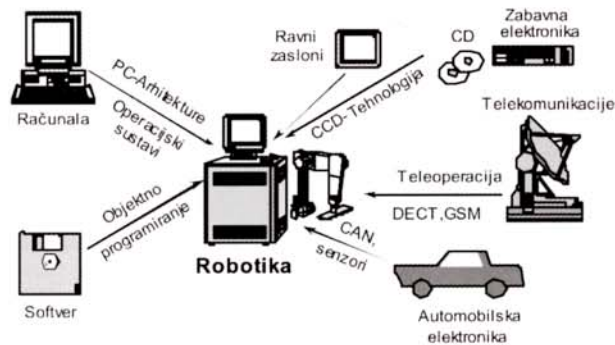 Ravni
zasloni
CD
Zabavna
elektronika
Računala
PC-Arhitekture
Operacijski
sustavi
CCD-Tehnologija
Telekomunikacije
Objektno
programiranje
Teleoperacija
DECT,GSM
CAN,
senzori
Robotika
Softver
Automobilska
elektronika